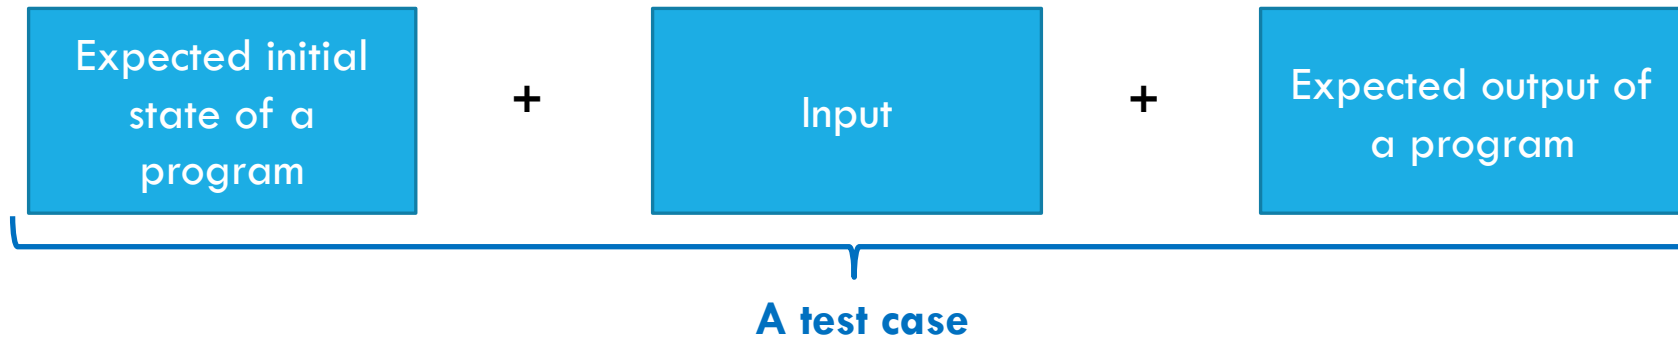 Expected initial
state of a
program
+
Input
+
Expected output of
a program
A test case